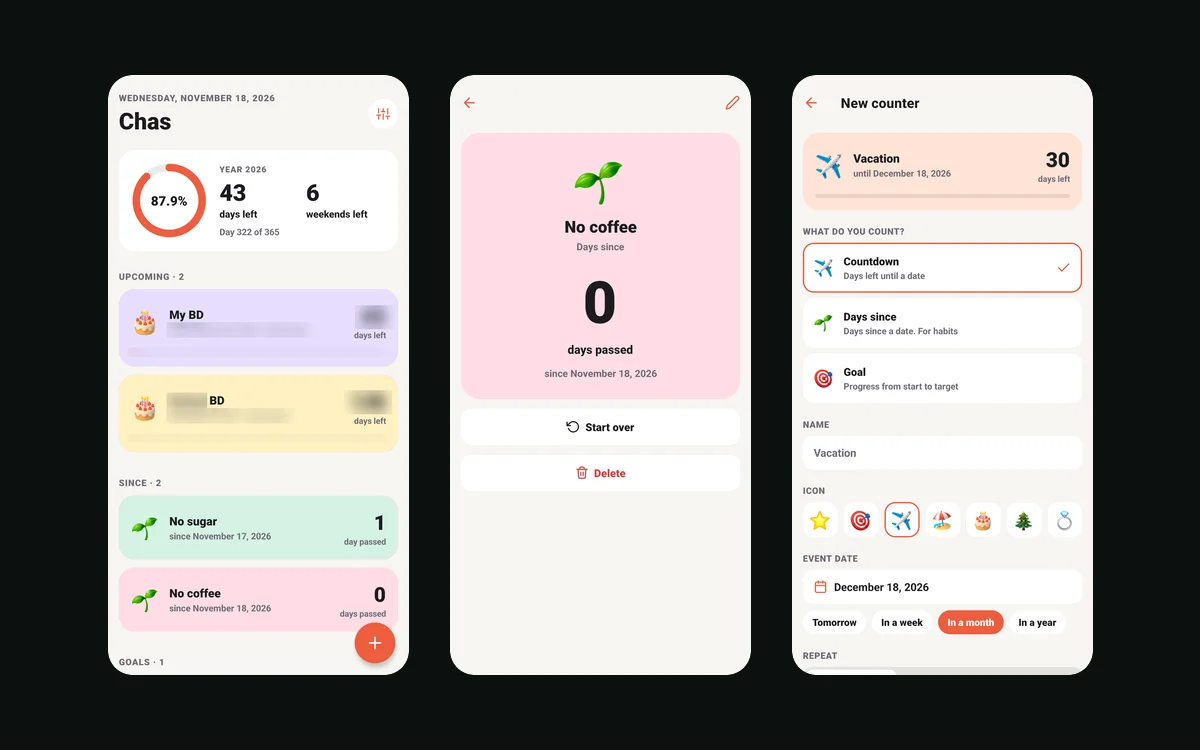 WEDNESDAY, NOVEMBER 18, 2026
Chas
87.9%
YEAR 2026
43
days left
6
weekends left
Day 322 of 365
UPCOMING · 2
My BD
days left
BD
days left
SINCE · 2
No sugar
since November 17, 2026
1
day passed
No coffee
since November 18, 2026
0
days passed
GOALS · 1
No coffee
Days since
0
days passed
since November 18, 2026
Start over
Delete
New counter
Vacation
until December 18, 2026
30
days left
WHAT DO YOU COUNT?
Countdown
Days left until a date
Days since
Days since a date. For habits
Goal
Progress from start to target
NAME
Vacation
ICON
EVENT DATE
December 18, 2026
Tomorrow
In a week
In a month
In a year
REPEAT